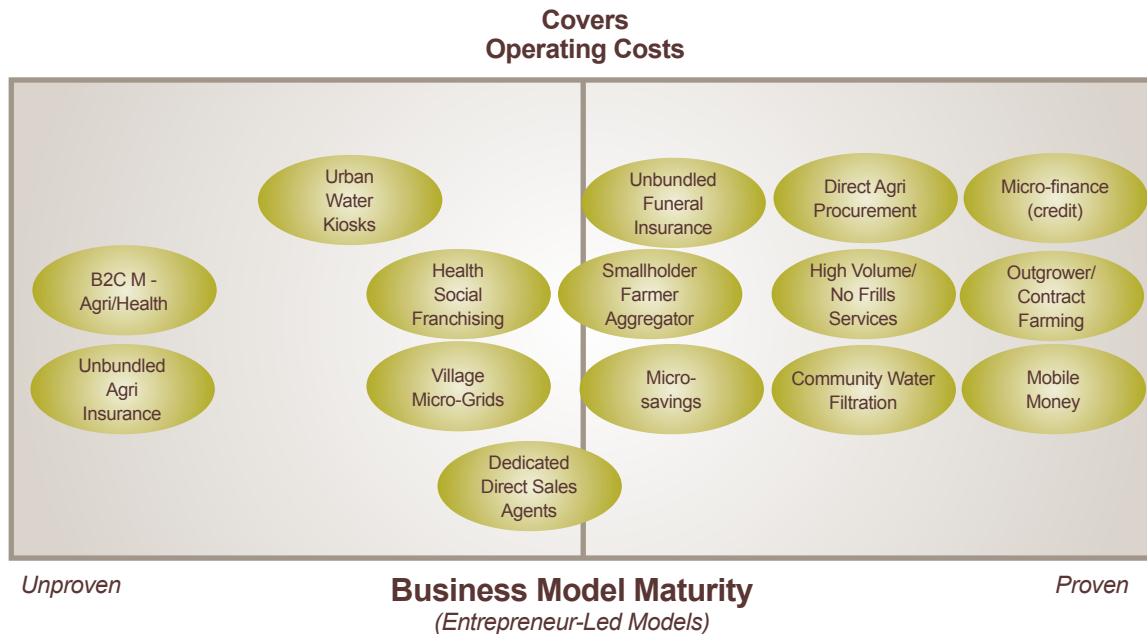 Covers
Operating Costs
Urban
Water
Kiosks
Unbundled
Funeral
Insurance
Direct Agri
Procurement
Micro-finance
(credit)
B2C M -
Agri/Health
Health
Social
Franchising
Smallholder
Farmer
Aggregator
High Volume/
No Frills
Services
Outgrower/
Contract
Farming
Unbundled
Agri
Insurance
Village
Micro-Grids
Micro-
savings
Community Water
Filtration
Mobile
Money
Dedicated
Direct Sales
Agents
Unproven
Business Model Maturity
(Entrepreneur-Led Models)
Proven